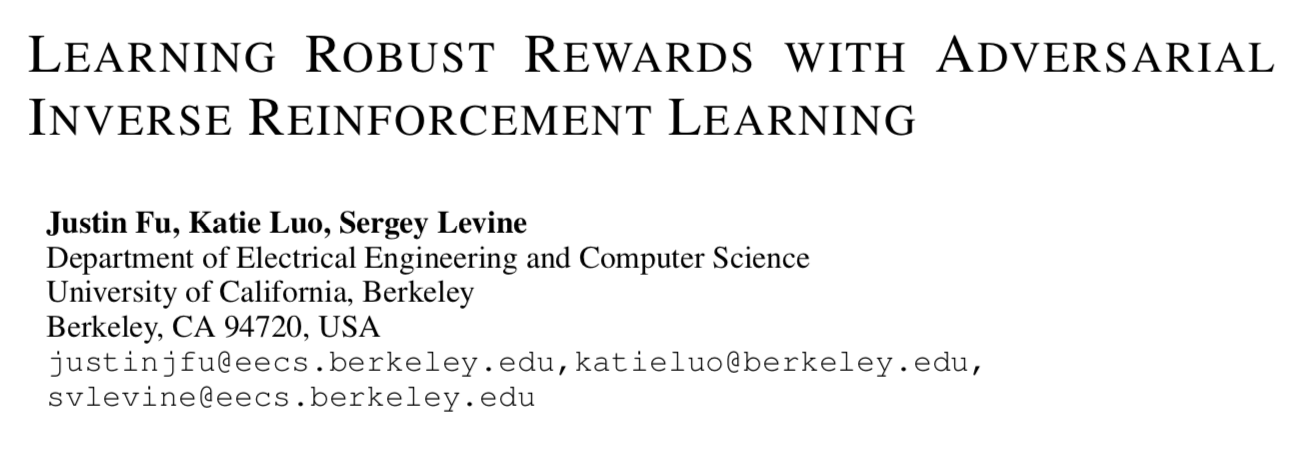 LEARNING ROBUST REWARDS WITH ADVERSARIAL
INVERSE REINFORCEMENT LEARNING
Justin Fu, Katie Luo, Sergey Levine
Department of Electrical Engineering and Computer Science
University of California, Berkeley
Berkeley, CA 94720, USA
justinjfu@eecs.berkeley.edu,katieluo@berkeley.edu,
svlevine@eecs.berkeley.edu